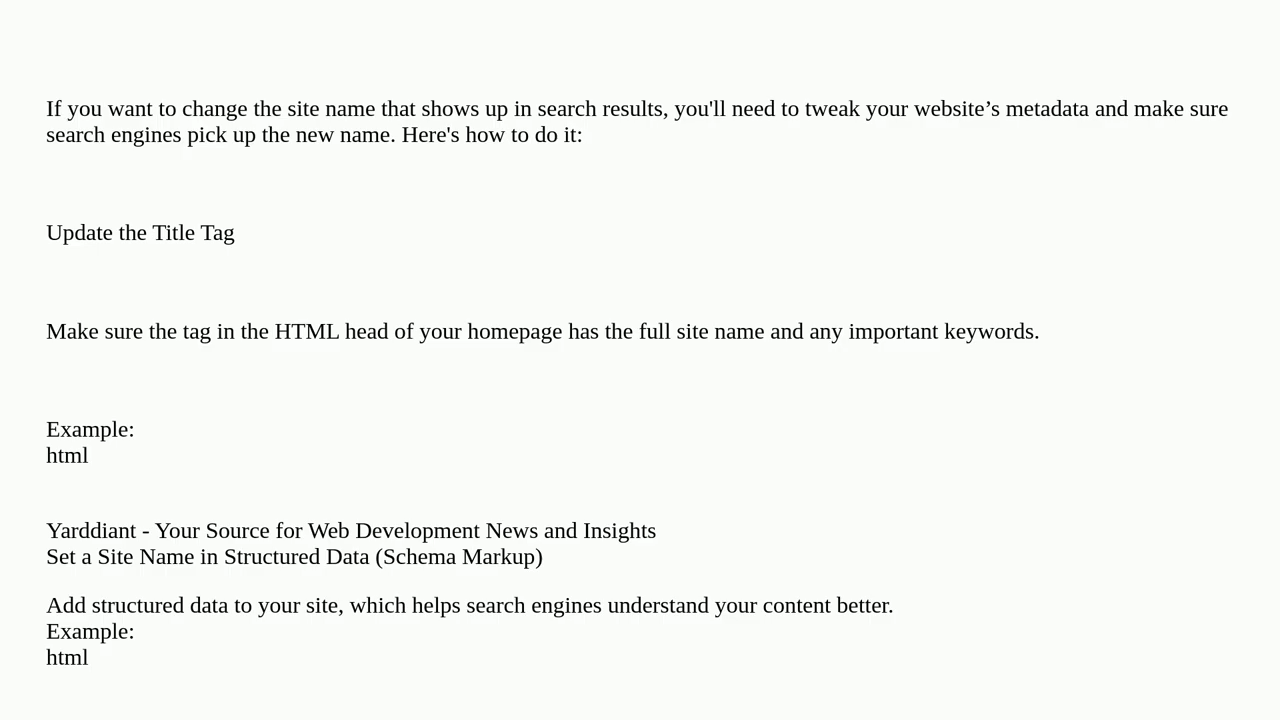 If you want to change the site name that shows up in search results, you'll need to tweak your website’s metadata and make sure
search engines pick up the new name. Here's how to do it:
Update the Title Tag
Make sure the tag in the HTML head of your homepage has the full site name and any important keywords.
Example:
html
Yarddiant - Your Source for Web Development News and Insights
Set a Site Name in Structured Data (Schema Markup)
Add structured data to your site, which helps search engines understand your content better.
Example:
html